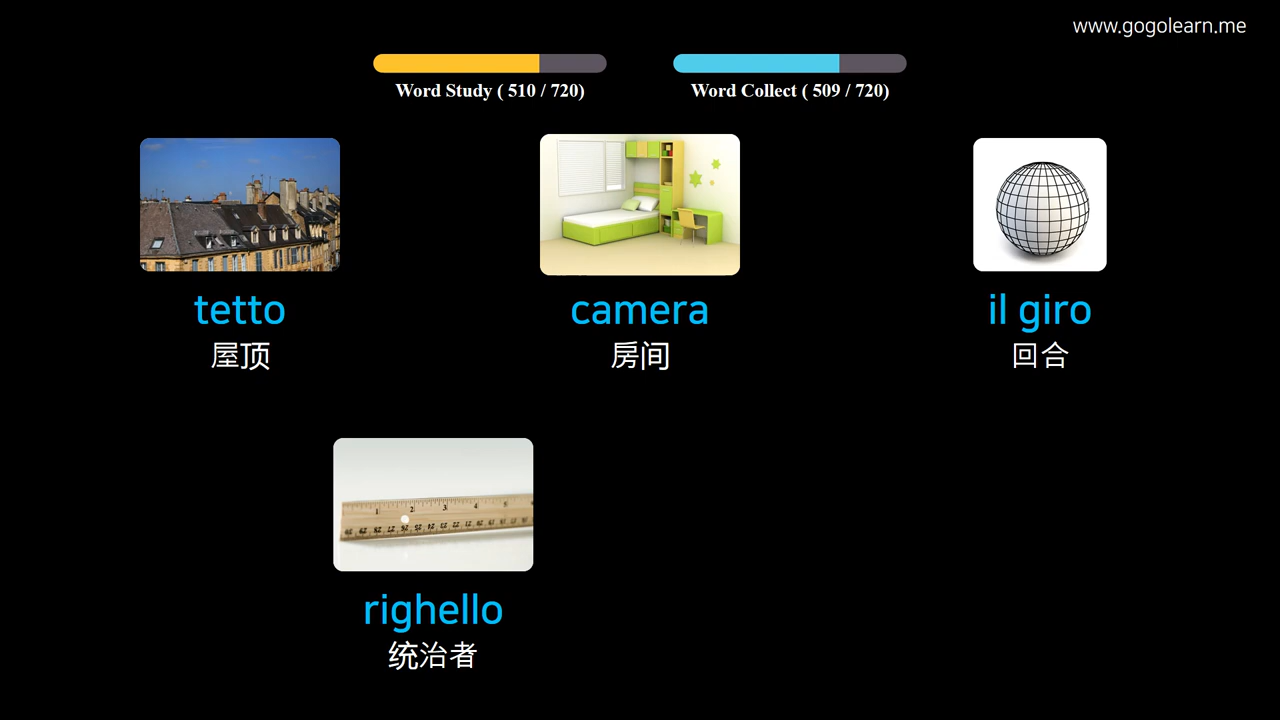 www.gogolearn.me
Word Study ( 510 / 720)
Word Collect ( 509 / 720)
tetto
屋顶
camera
房间
il giro
回合
righello
统治者